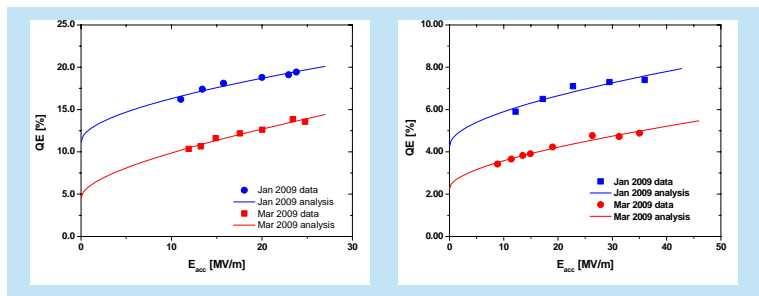 25.0
20.0
15.0
10.0
5.0
0.0
QE [%]
0
10
20
30
E_acc [MV/m]
Jan 2009 data
Jan 2009 analysis
Mar 2009 data
Mar 2009 analysis
10.00
8.00
6.00
4.00
2.00
0.00
QE [%]
0
10
20
30
40
50
E_acc [MV/m]
Jan 2009 data
Jan 2009 analysis
Mar 2009 data
Mar 2009 analysis